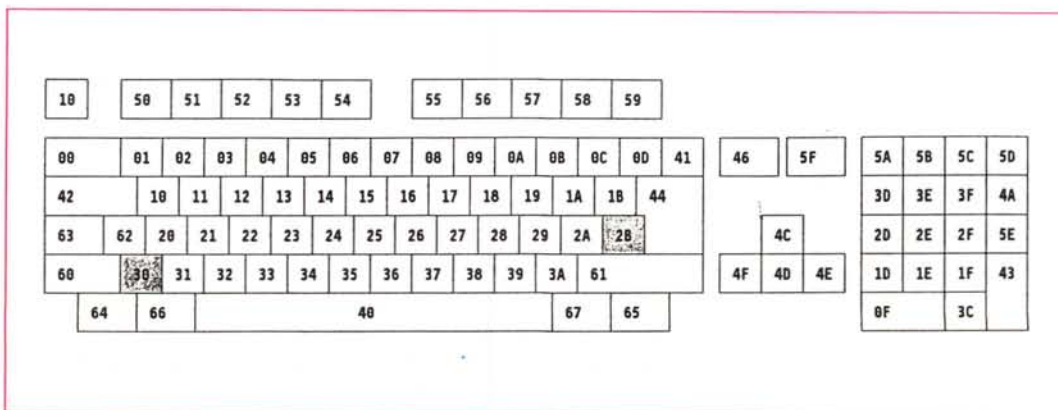 10 50 51 52 53 54 55 56 57 58 59
00 01 02 03 04 05 06 07 08 09 0A 0B 0C 0D 41 46 5F 5A 5B 5C 5D
42 10 11 12 13 14 15 16 17 18 19 1A 1B 44 3D 3E 3F 4A
63 62 20 21 22 23 24 25 26 27 28 29 2A 2B 4C 2D 2E 2F 5E
60 30 31 32 33 34 35 36 37 38 39 3A 61 4F 4D 4E 1D 1E 1F 43
64 66 40 67 65 0F 3C